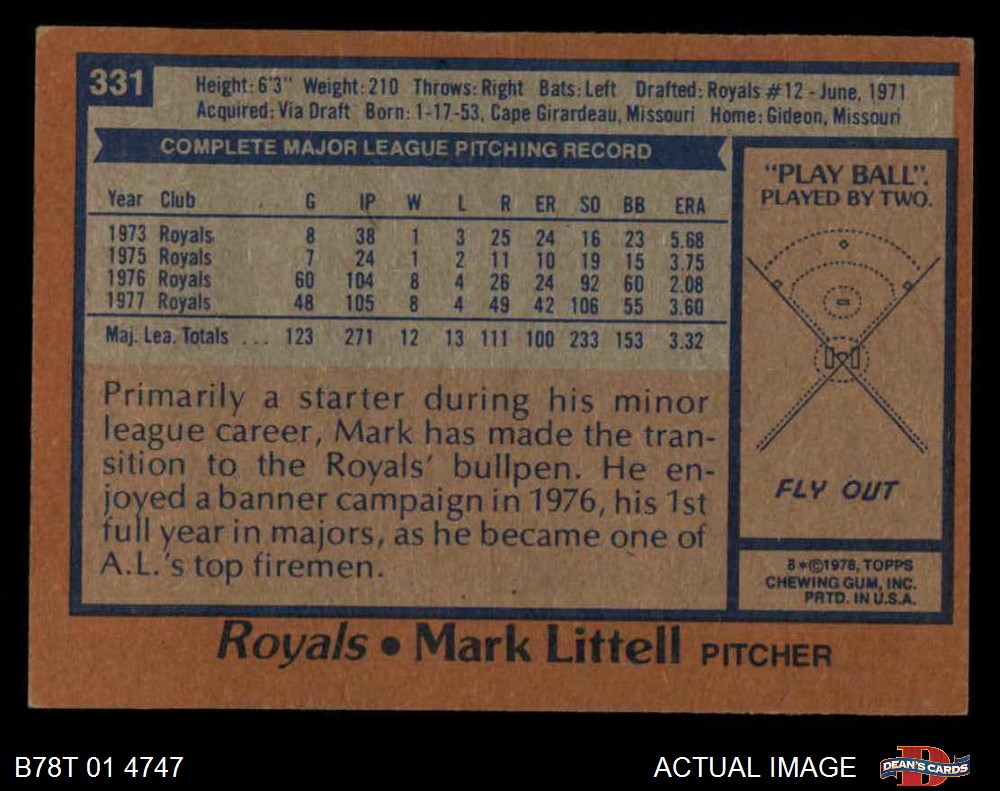 331
Height: 6'3" Weight: 210 Throws: Right Bats: Left Drafted: Royals #12 - June, 1971
Acquired: Via Draft Born: 1-17-53, Cape Girardeau, Missouri Home: Gideon, Missouri
COMPLETE MAJOR LEAGUE PITCHING RECORD
Year Club G IP W L R ER SO BB ERA
1973 Royals 8 38 1 3 25 24 16 23 5.68
1975 Royals 7 24 1 2 11 10 19 15 3.75
1976 Royals 60 104 8 4 26 24 92 60 2.08
1977 Royals 48 105 8 4 49 42 106 55 3.60
Maj. Lea. Totals ... 123 271 12 13 111 100 233 153 3.32
Primarily a starter during his minor
league career, Mark has made the tran-
sition to the Royals' bullpen. He en-
joyed a banner campaign in 1976, his 1st
full year in majors, as he became one of
A.L.'s top firemen.
"PLAY BALL".
PLAYED BY TWO.
FLY OUT
8*©1978, TOPPS
CHEWING GUM, INC.
PRTD. IN U.S.A.
Royals • Mark Littell PITCHER
B78T 01 4747
ACTUAL IMAGE
D
DEAN'S CARDS